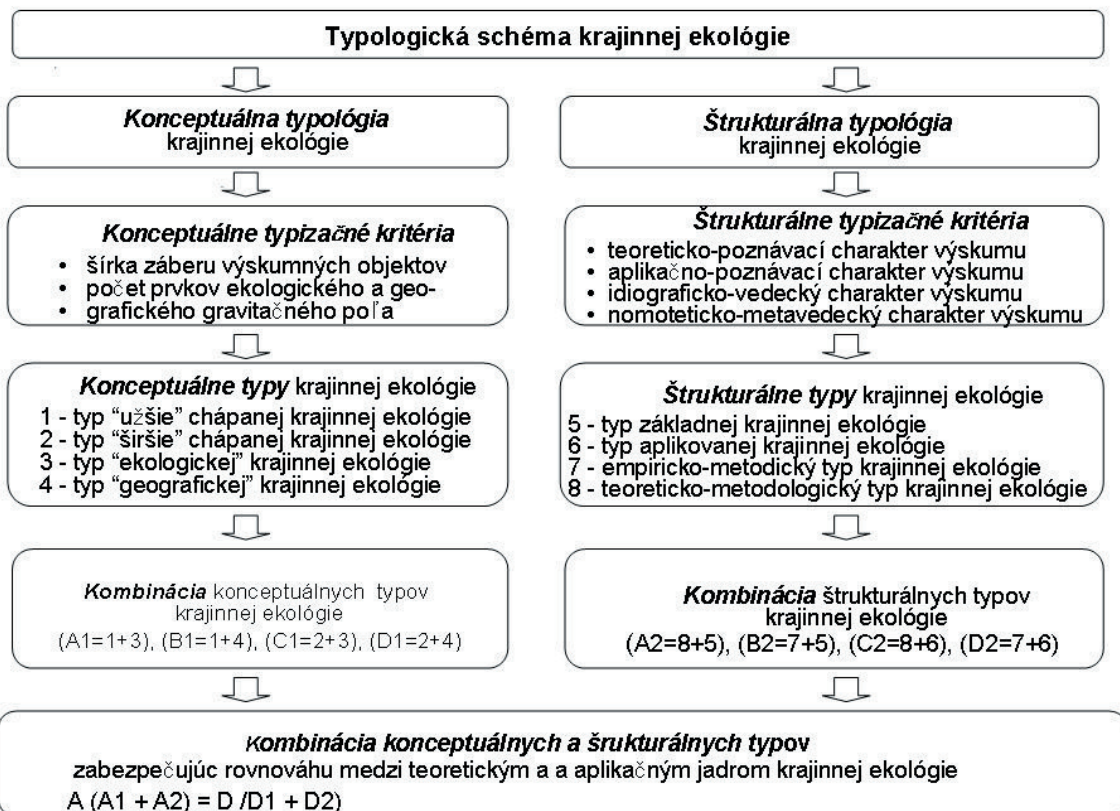 Typologická schéma krajinnej ekológie
Konceptuálna typológia
krajinnej ekológie
Štrukturálna typológia
krajinnej ekológie
Konceptuálne typizačné kritéria
• šírka záberu výskumných objektov
• počet prvkov ekologického a geo-
• grafického gravitačného poľa
Štrukturálne typizačné kritéria
• teoreticko-poznávací charakter výskumu
• aplikačno-poznávací charakter výskumu
• idiograficko-vedecký charakter výskumu
• nomoteticko-metavedecký charakter výskumu
Konceptuálne typy krajinnej ekológie
1 - typ “užšie” chápanej krajinnej ekológie
2 - typ “širšie” chápanej krajinnej ekológie
3 - typ “ekologickej” krajinnej ekológie
4 - typ “geografickej” krajinnej ekológie
Štrukturálne typy krajinnej ekológie
5 - typ základnej krajinnej ekológie
6 - typ aplikovanej krajinnej ekológie
7 - empiricko-metodický typ krajinnej ekológie
8 - teoreticko-metodologický typ krajinnej ekológie
Kombinácia konceptuálnych typov
krajinnej ekológie
(A1=1+3), (B1=1+4), (C1=2+3), (D1=2+4)
Kombinácia štrukturálnych typov
krajinnej ekológie
(A2=8+5), (B2=7+5), (C2=8+6), (D2=7+6)
Kombinácia konceptuálnych a šrukturálnych typov
zabezpečujúc rovnováhu medzi teoretickým a a aplikačným jadrom krajinnej ekológie
A (A1 + A2) = D /D1 + D2)